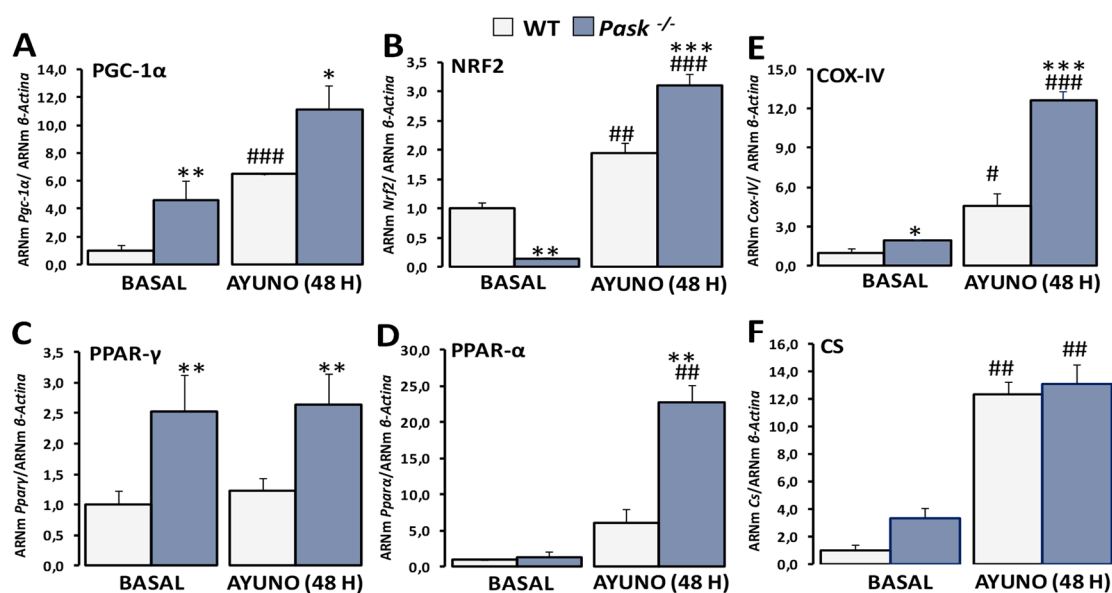 WT Pask -/-
A
PGC-1α
ARNm Pgc-1α/ ARNm β-Actina
14,0
12,0
10,0
8,0
6,0
4,0
2,0
0,0
**
###
*
BASAL AYUNO (48 H)
B
NRF2
ARNm Nrf2/ ARNm β-Actina
3,5
3,0
2,5
2,0
1,5
1,0
0,5
0,0
**
##
***
###
BASAL AYUNO (48 H)
E
COX-IV
ARNm Cox-IV/ ARNm β-Actina
15,0
12,0
9,0
6,0
3,0
0,0
*
#
***
###
BASAL AYUNO (48 H)
C
PPAR-γ
ARNm Pparγ/ARNm β-Actina
3,5
3,0
2,5
2,0
1,5
1,0
0,5
0,0
**
**
BASAL AYUNO (48 H)
D
PPAR-α
ARNm Pparα/ARNm β-Actina
30,0
25,0
20,0
15,0
10,0
5,0
0,0
**
##
BASAL AYUNO (48 H)
F
CS
ARNm Cs/ARNm β-Actina
16,0
14,0
12,0
10,0
8,0
6,0
4,0
2,0
0,0
##
##
BASAL AYUNO (48 H)